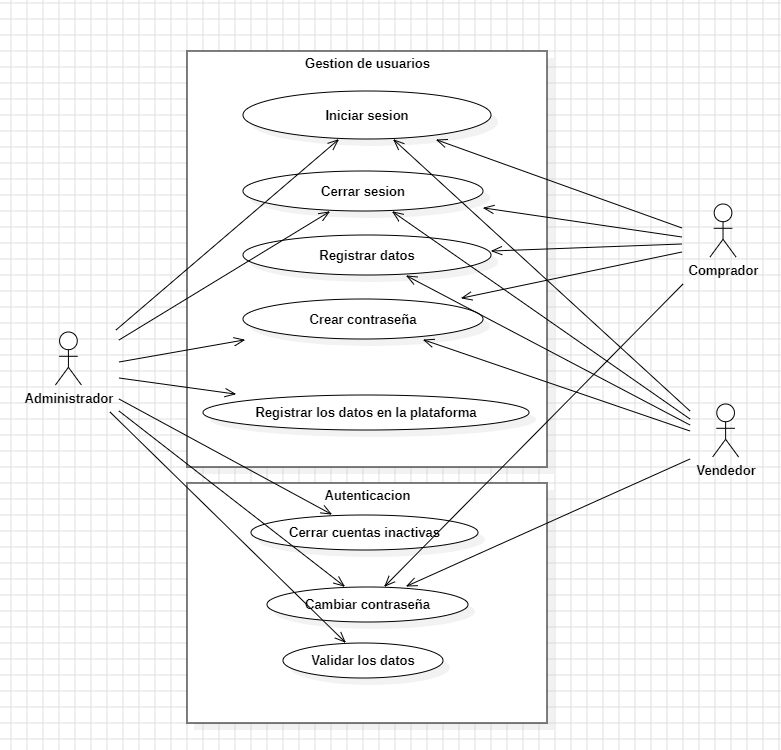 Gestion de usuarios
Iniciar sesion
Cerrar sesion
Registrar datos
Crear contraseña
Registrar los datos en la plataforma
Autenticacion
Cerrar cuentas inactivas
Cambiar contraseña
Validar los datos
Administrador
Comprador
Vendedor